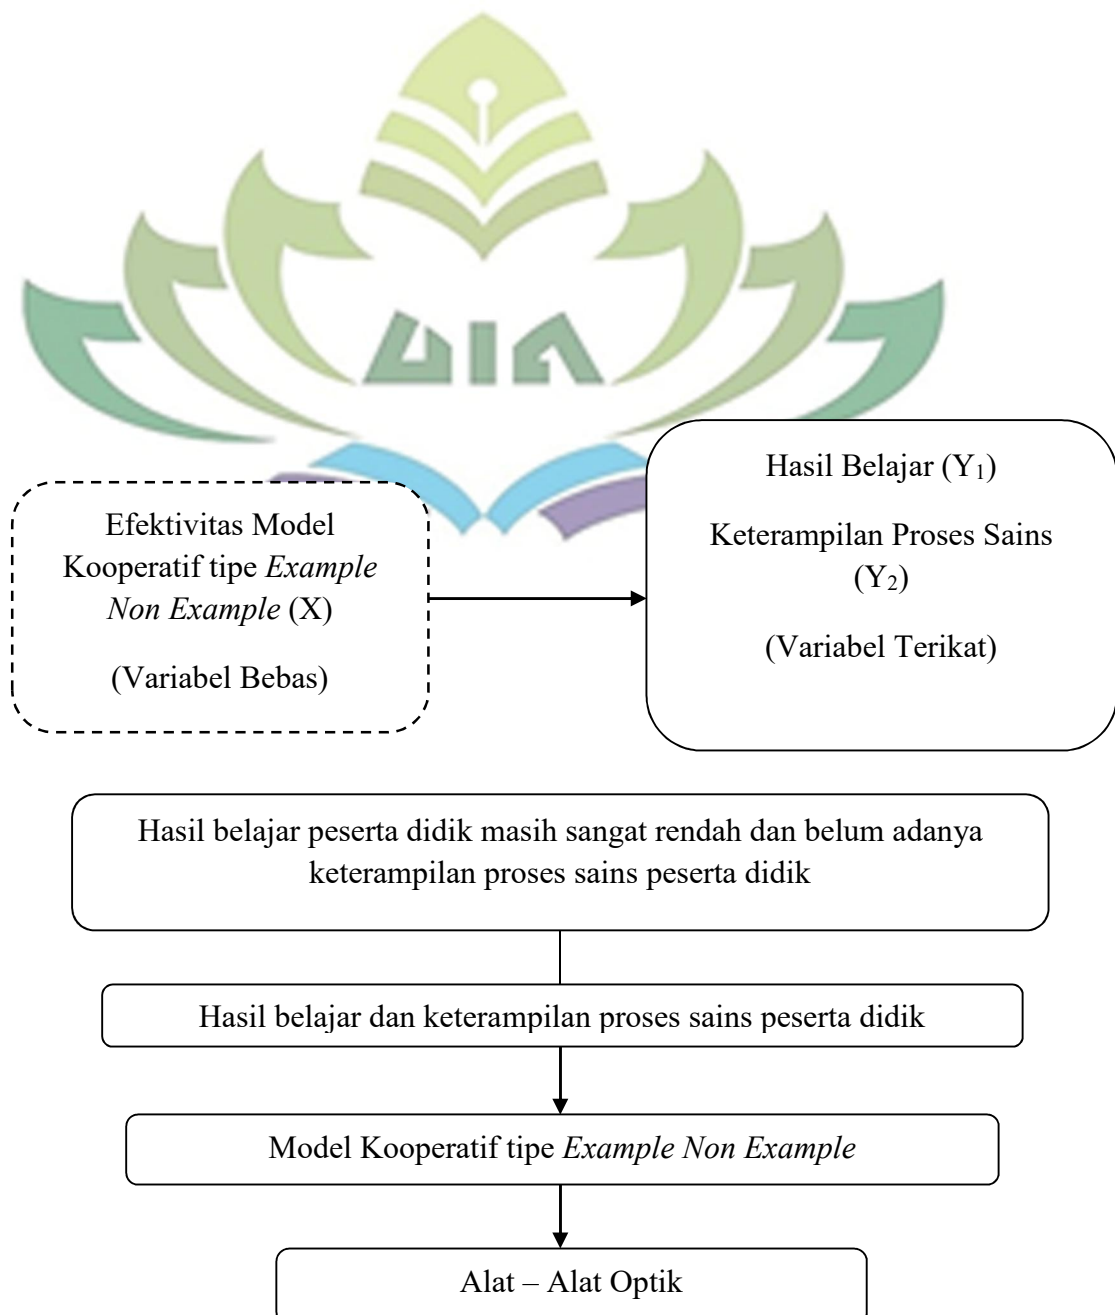 UIN
Efektivitas Model
Kooperatif tipe Example
Non Example (X)
(Variabel Bebas)
Hasil Belajar (Y₁)
Keterampilan Proses Sains
(Y₂)
(Variabel Terikat)
Hasil belajar peserta didik masih sangat rendah dan belum adanya
keterampilan proses sains peserta didik
Hasil belajar dan keterampilan proses sains peserta didik
Model Kooperatif tipe Example Non Example
Alat – Alat Optik